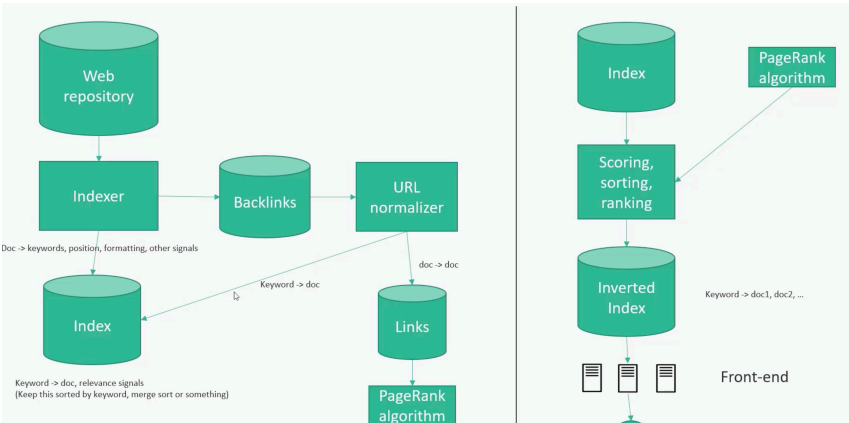 Web
repository
Indexer
Backlinks
URL
normalizer
Doc -> keywords, position, formatting, other signals
doc -> doc
Keyword -> doc
Index
Links
Keyword -> doc, relevance signals
(Keep this sorted by keyword, merge sort or something)
PageRank
algorithm
Index
PageRank
algorithm
Scoring,
sorting,
ranking
Inverted
Index
Keyword -> doc1, doc2, ...
Front-end